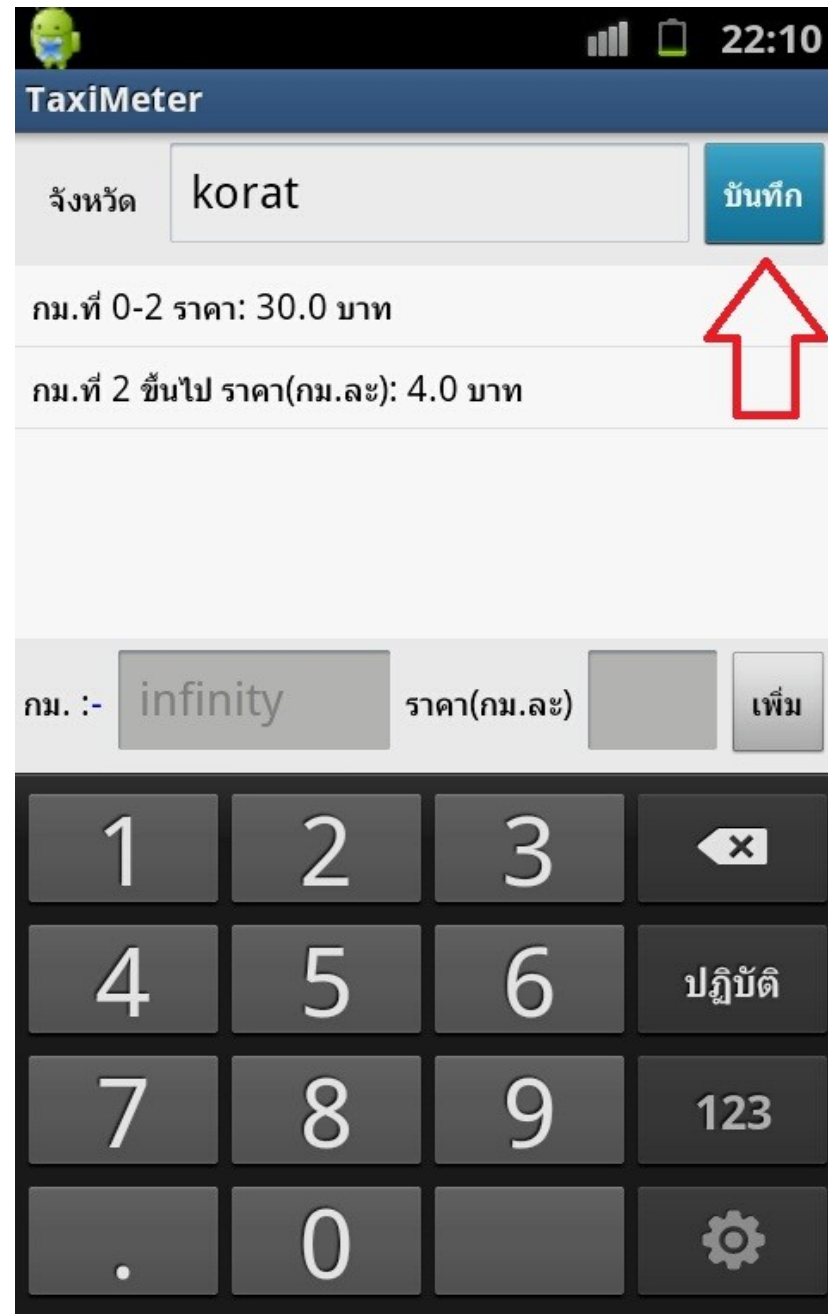 22:10
TaxiMeter
จังหวัด korat บันทึก
กม.ที่ 0-2 ราคา: 30.0 บาท
กม.ที่ 2 ขึ้นไป ราคา(กม.ละ): 4.0 บาท
กม. :- infinity ราคา(กม.ละ) เพิ่ม
1 2 3
4 5 6 ปฏิบัติ
7 8 9 123
. 0